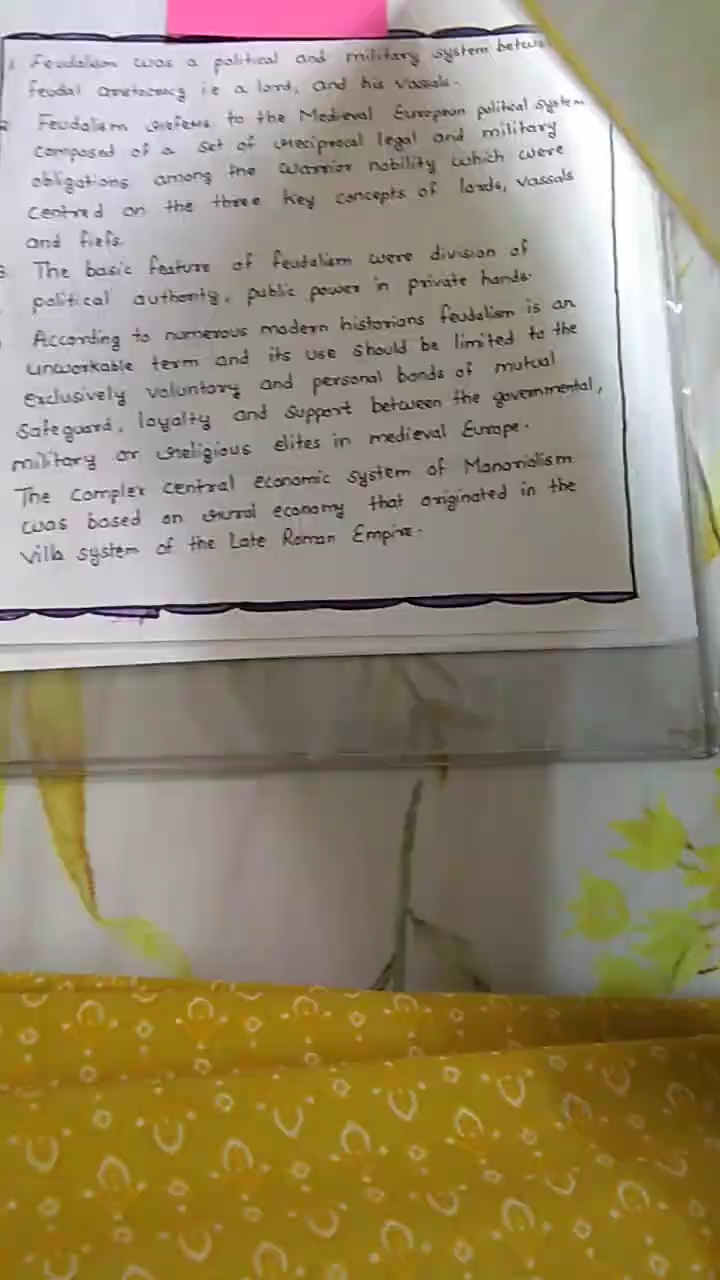 1. Feudalism was a political and military system betwe
feudal aristocracy i.e a lord, and his vassals.
2 Feudalism refers to the Medieval European political system
composed of a set of reciprocal legal and military
obligations among the warrior nobility which were
centred on the three key concepts of lords, vassals
and fiefs.
3. The basic feature of feudalism were division of
political authority, public power in private hands.
According to numerous modern historians feudalism is an
unworkable term and its use should be limited to the
exclusively voluntary and personal bonds of mutual
safeguard, loyalty and support between the governmental,
military or religious elites in medieval Europe.
The complex central economic system of Manorialism
was based on rural economy that originated in the
Villa system of the Late Roman Empire.